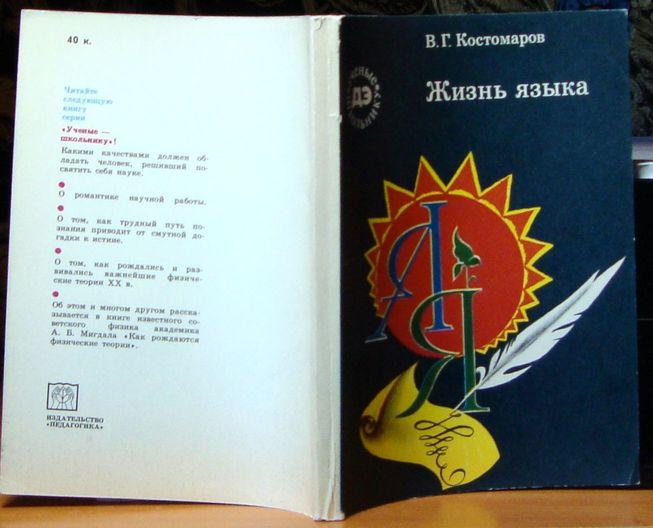 40 к.
Читайте
следующую
книгу
серии
«Ученые —
школьнику»!
Какими качествами должен об-
ладать человек, решивший по-
святить себя науке.
О романтике научной работы.
О том, как трудный путь по-
знания приводит от смутной до-
гадки к истине.
О том, как рождались и раз-
вивались важнейшие физиче-
ские теории XX в.
Об этом и многом другом расска-
зывается в книге известного со-
ветского физика академика
А. Б. Мигдала «Как рождаются
физические теории».
ИЗДАТЕЛЬСТВО
«ПЕДАГОГИКА»
В. Г. Костомаров
Жизнь языка
ДЭ
А
Я